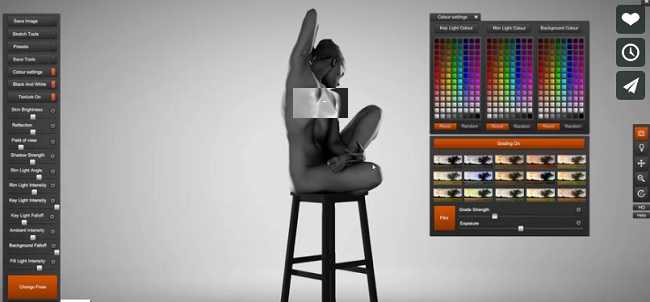 Save Image
Sketch Tools
Presets
Save Tools
Colour settings
Black And White
Texture On
Skin Brightness
Reflection
Field of view
Shadow Strength
Rim Light Angle
Rim Light Intensity
Key Light Intensity
Key Light Falloff
Ambient Intensity
Background Falloff
Fill Light Intensity
Change Pose
Colour settings
Key Light Colour
Rim Light Colour
Background Colour
Reset
Random
Reset
Random
Reset
Random
Grading On
Grade Strength
Exposure
HD
Help